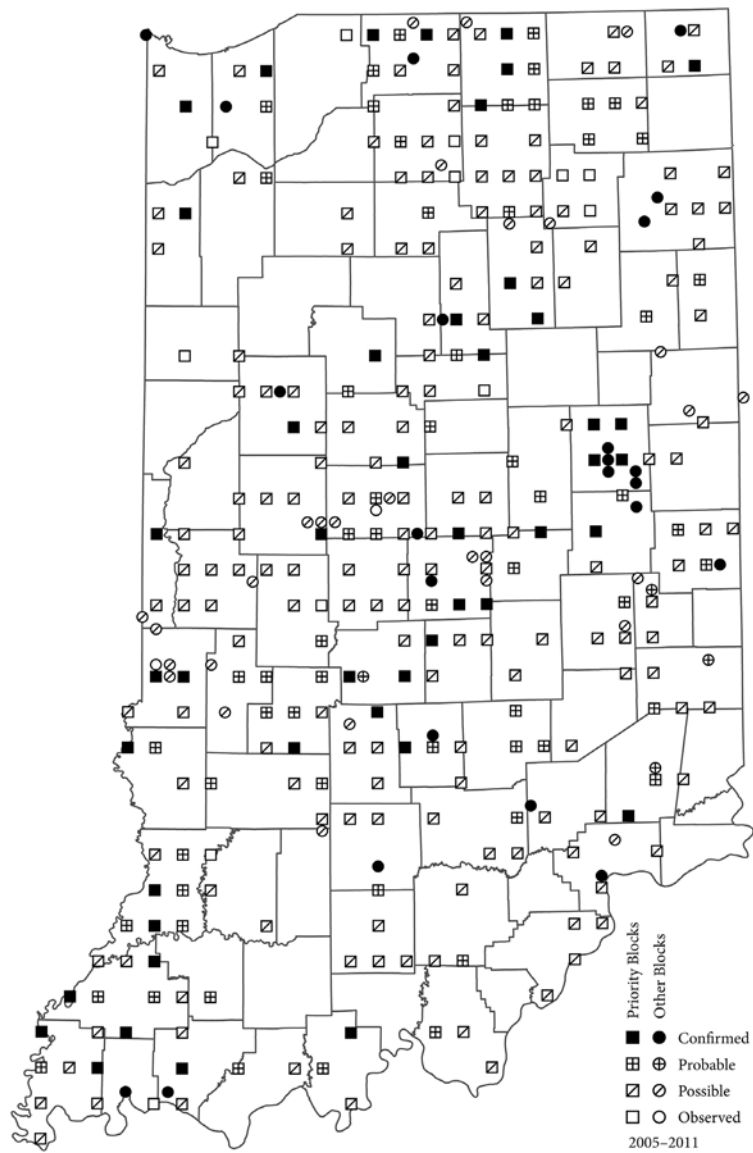 Priority Blocks
Other Blocks
Confirmed
Probable
Possible
Observed
2005–2011